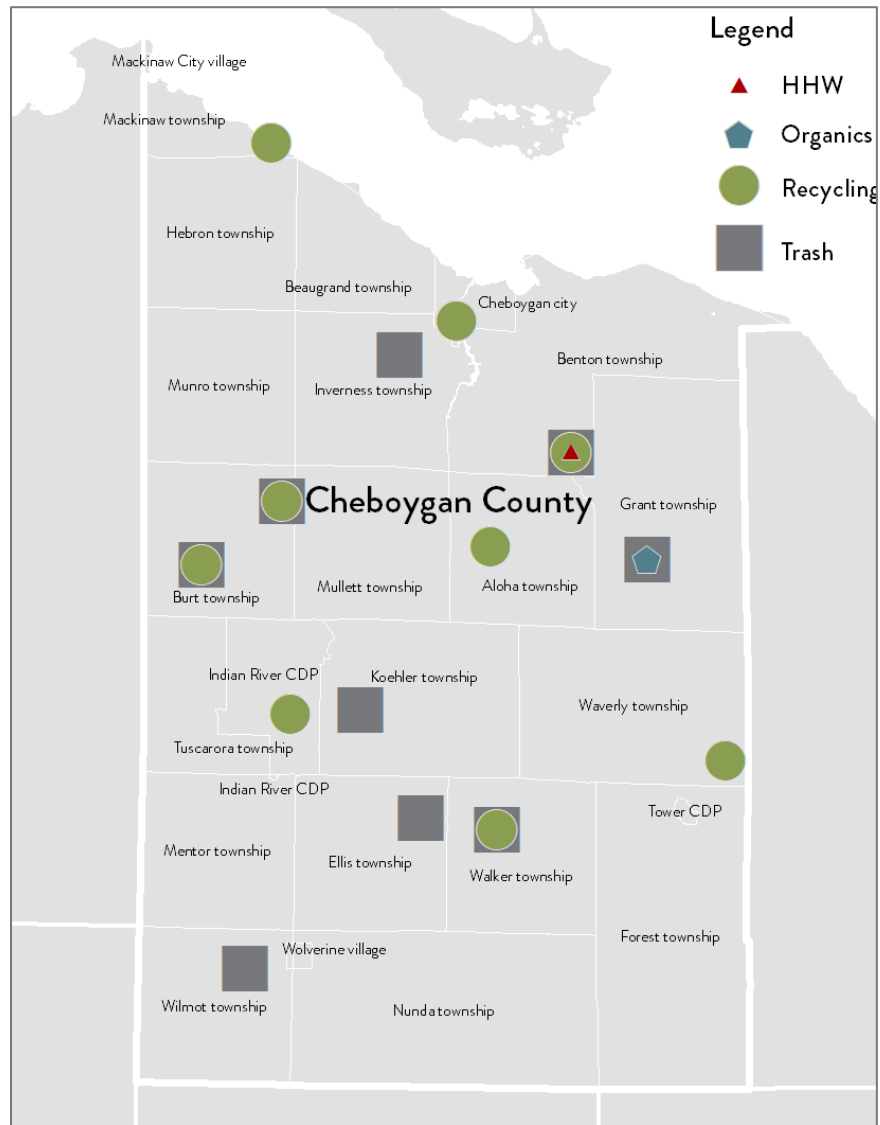 Legend
Mackinaw City village
HHW
Mackinaw township
Organics
Recycling
Hebron township
Trash
Beaugrand township
Cheboygan city
Benton township
Munro township
Inverness township
Cheboygan County
Grant township
Burt township
Mullett township
Aloha township
Indian River CDP
Koehler township
Waverly township
Tuscarora township
Indian River CDP
Tower CDP
Mentor township
Ellis township
Walker township
Forest township
Wolverine village
Wilmot township
Nunda township